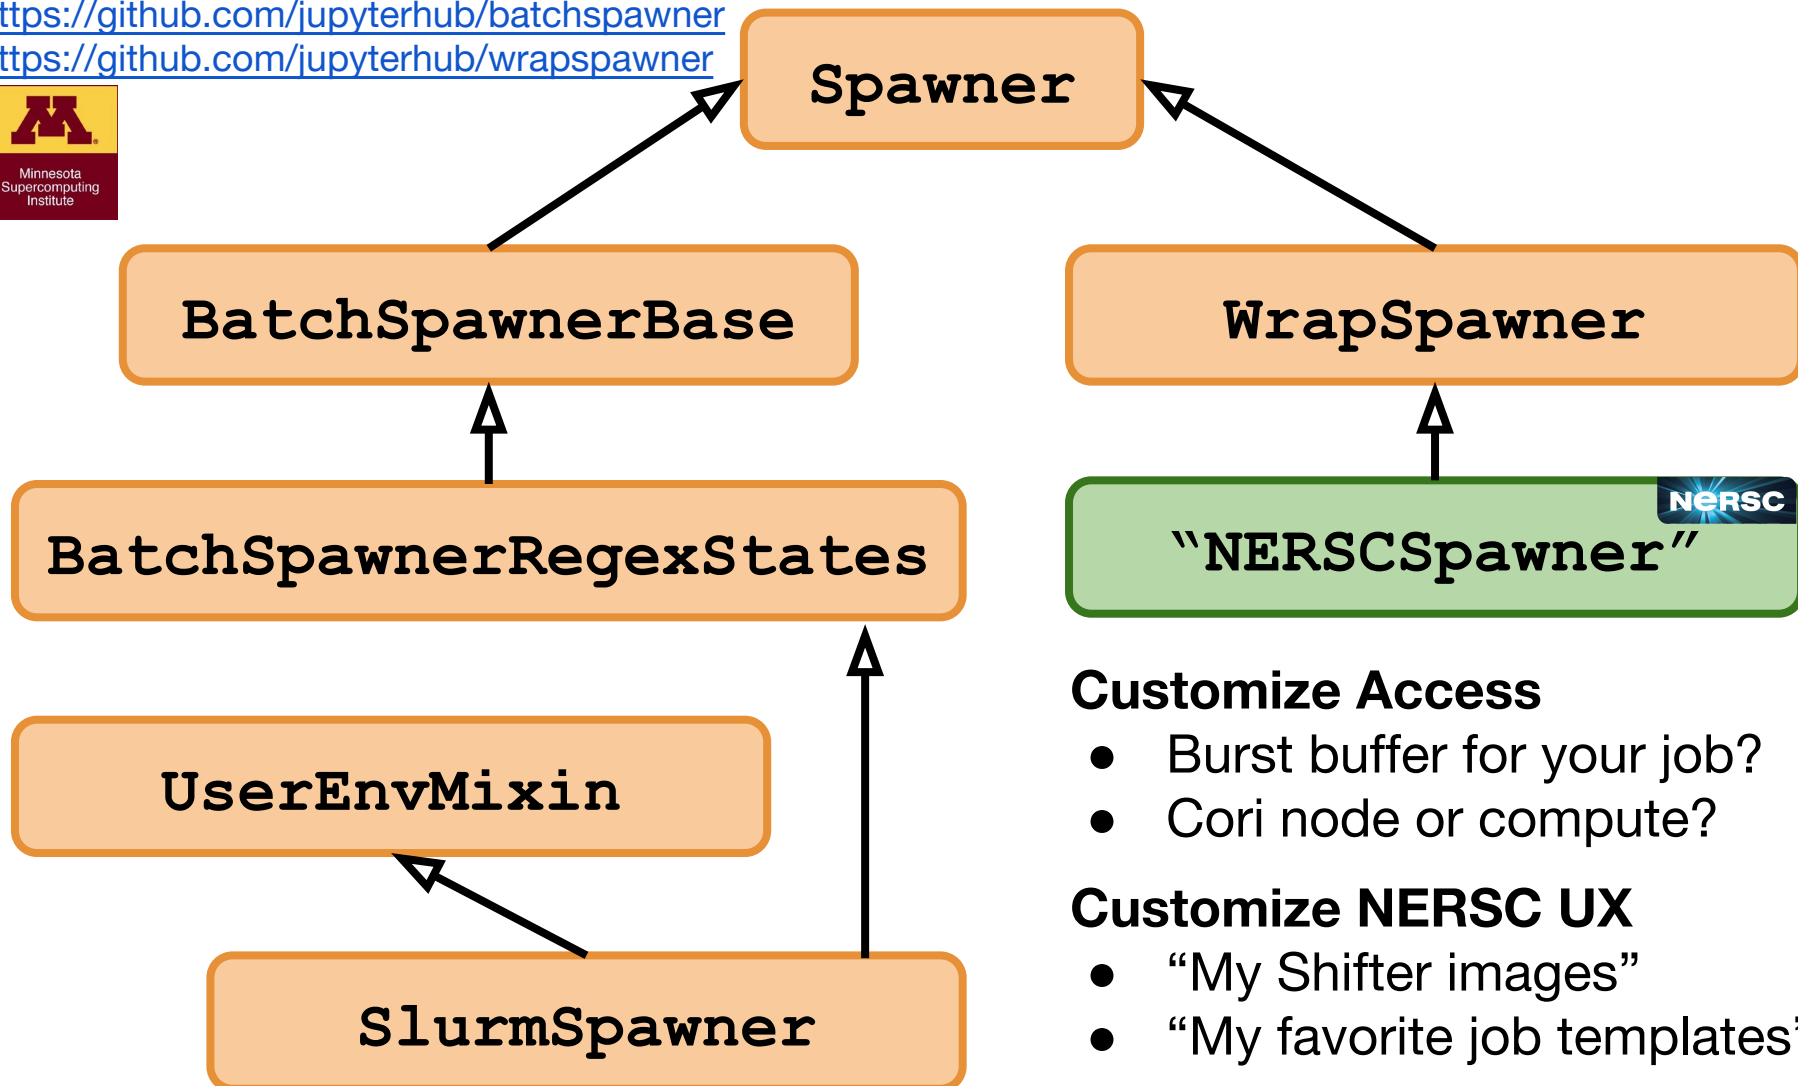 ttps://github.com/jupyterhub/batchspawner
ttps://github.com/jupyterhub/wrapspawner
M
Minnesota
Supercomputing
Institute
Spawner
BatchSpawnerBase
WrapSpawner
BatchSpawnerRegexStates
NERSC
“NERSCSpawner”
UserEnvMixin
SlurmSpawner
Customize Access
● Burst buffer for your job?
● Cori node or compute?
Customize NERSC UX
● “My Shifter images”
● “My favorite job templates”